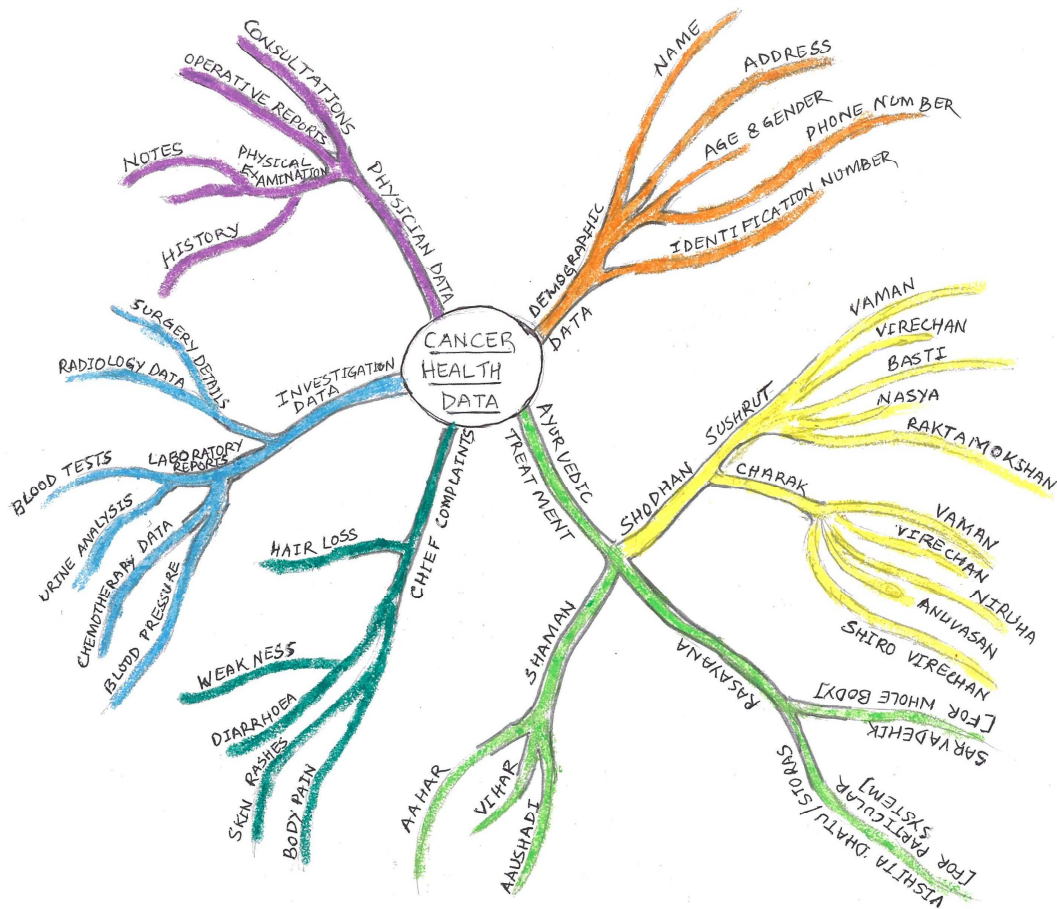 CANCER
HEALTH
DATA
PHYSICIAN DATA
CONSULTATIONS
OPERATIVE REPORTS
PHYSICAL
EXAMINATION
NOTES
HISTORY
DEMOGRAPHIC
DATA
NAME
ADDRESS
AGE & GENDER
PHONE NUMBER
IDENTIFICATION NUMBER
INVESTIGATION
DATA
SURGERY DETAILS
RADIOLOGY DATA
LABORATORY
REPORTS
BLOOD TESTS
URINE ANALYSIS
CHEMOTHERAPY DATA
BLOOD PRESSURE
CHIEF COMPLAINTS
HAIR LOSS
WEAKNESS
DIARRHOEA
SKIN RASHES
BODY PAIN
AYURVEDIC
TREATMENT
SHODHAN
SUSHRUT
VAMAN
VIRECHAN
BASTI
NASYA
RAKTAMOKSHAN
CHARAK
VAMAN
VIRECHAN
NIRUHA
ANUVASAN
SHIRO VIRECHAN
SHAMAN
AAHAR
VIHAR
AAUSHADI
RASAYANA
SARVADEHIK
[FOR WHOLE BODY]
VISHITA DHATU/STORAS
[FOR PARTICULAR
SYSTEM]